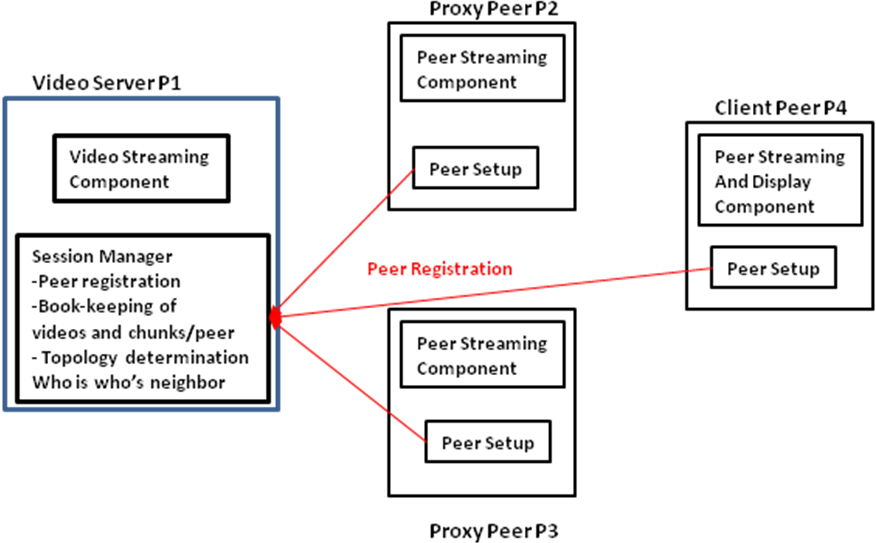 Proxy Peer P2
Peer Streaming
Component
Peer Setup
Video Server P1
Video Streaming
Component
Session Manager
-Peer registration
-Book-keeping of
videos and chunks/peer
- Topology determination
Who is who's neighbor
Peer Registration
Client Peer P4
Peer Streaming
And Display
Component
Peer Setup
Peer Streaming
Component
Peer Setup
Proxy Peer P3